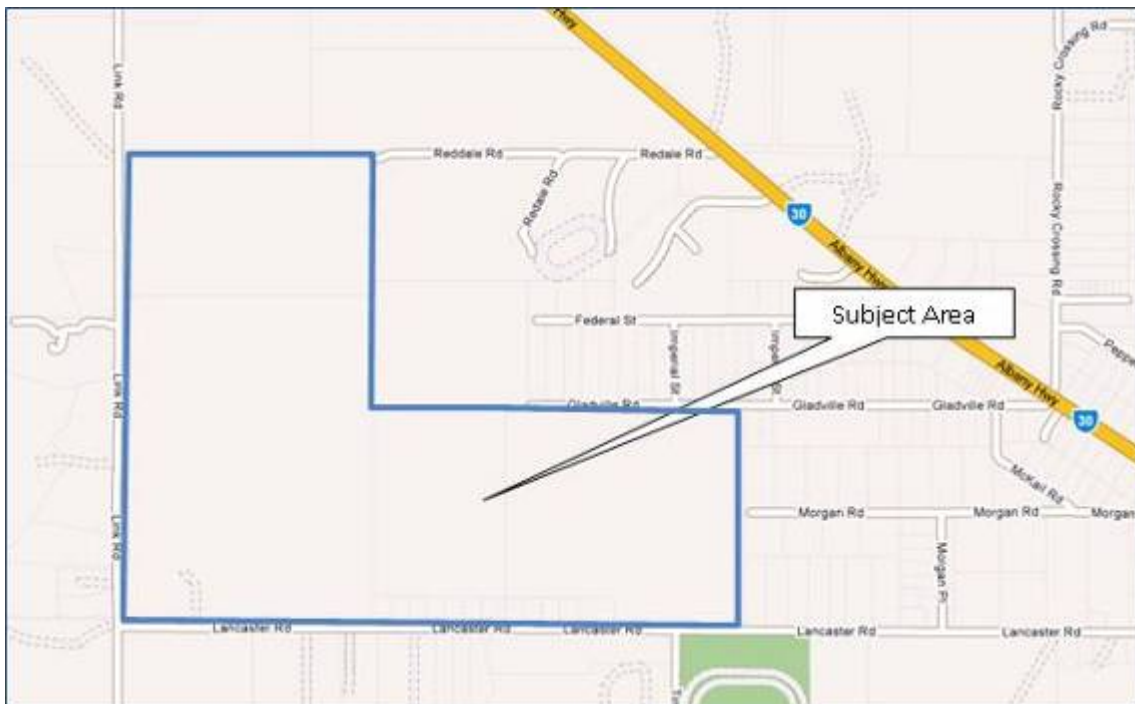 Hwy
Rocky Crossing Rd
Link Rd
Reddale Rd
Redale Rd
Redale Rd
Rocky Crossing Rd
30
Albany Hwy
Subject Area
Federal St
Imperial St
Albany Hwy
Link Rd
Gladville Rd
Gladville Rd
Gladville Rd
30
McKail Rd
Morgan Rd
Morgan Rd
Morgan
Link Rd
Morgan Pl
Lancaster Rd
Lancaster Rd
Lancaster Rd
Lancaster Rd
Lancaster Rd